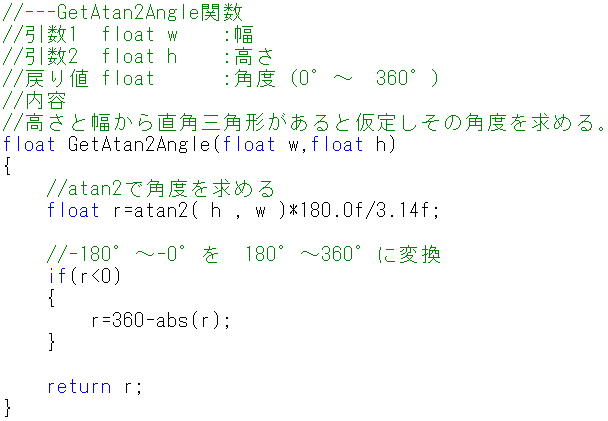 //---GetAtan2Angle関数
//引数1  float w    :幅
//引数2  float h    :高さ
//戻り値 float      :角度 (0°～　360°)
//内容
//高さと幅から直角三角形があると仮定しその角度を求める。
float GetAtan2Angle(float w,float h)
{
    //atan2で角度を求める
    float r=atan2( h , w )*180.0f/3.14f;
    //-180°～-0°を　180°～360°に変換
    if(r<0)
    {
        r=360-abs(r);
    }
    return r;
}